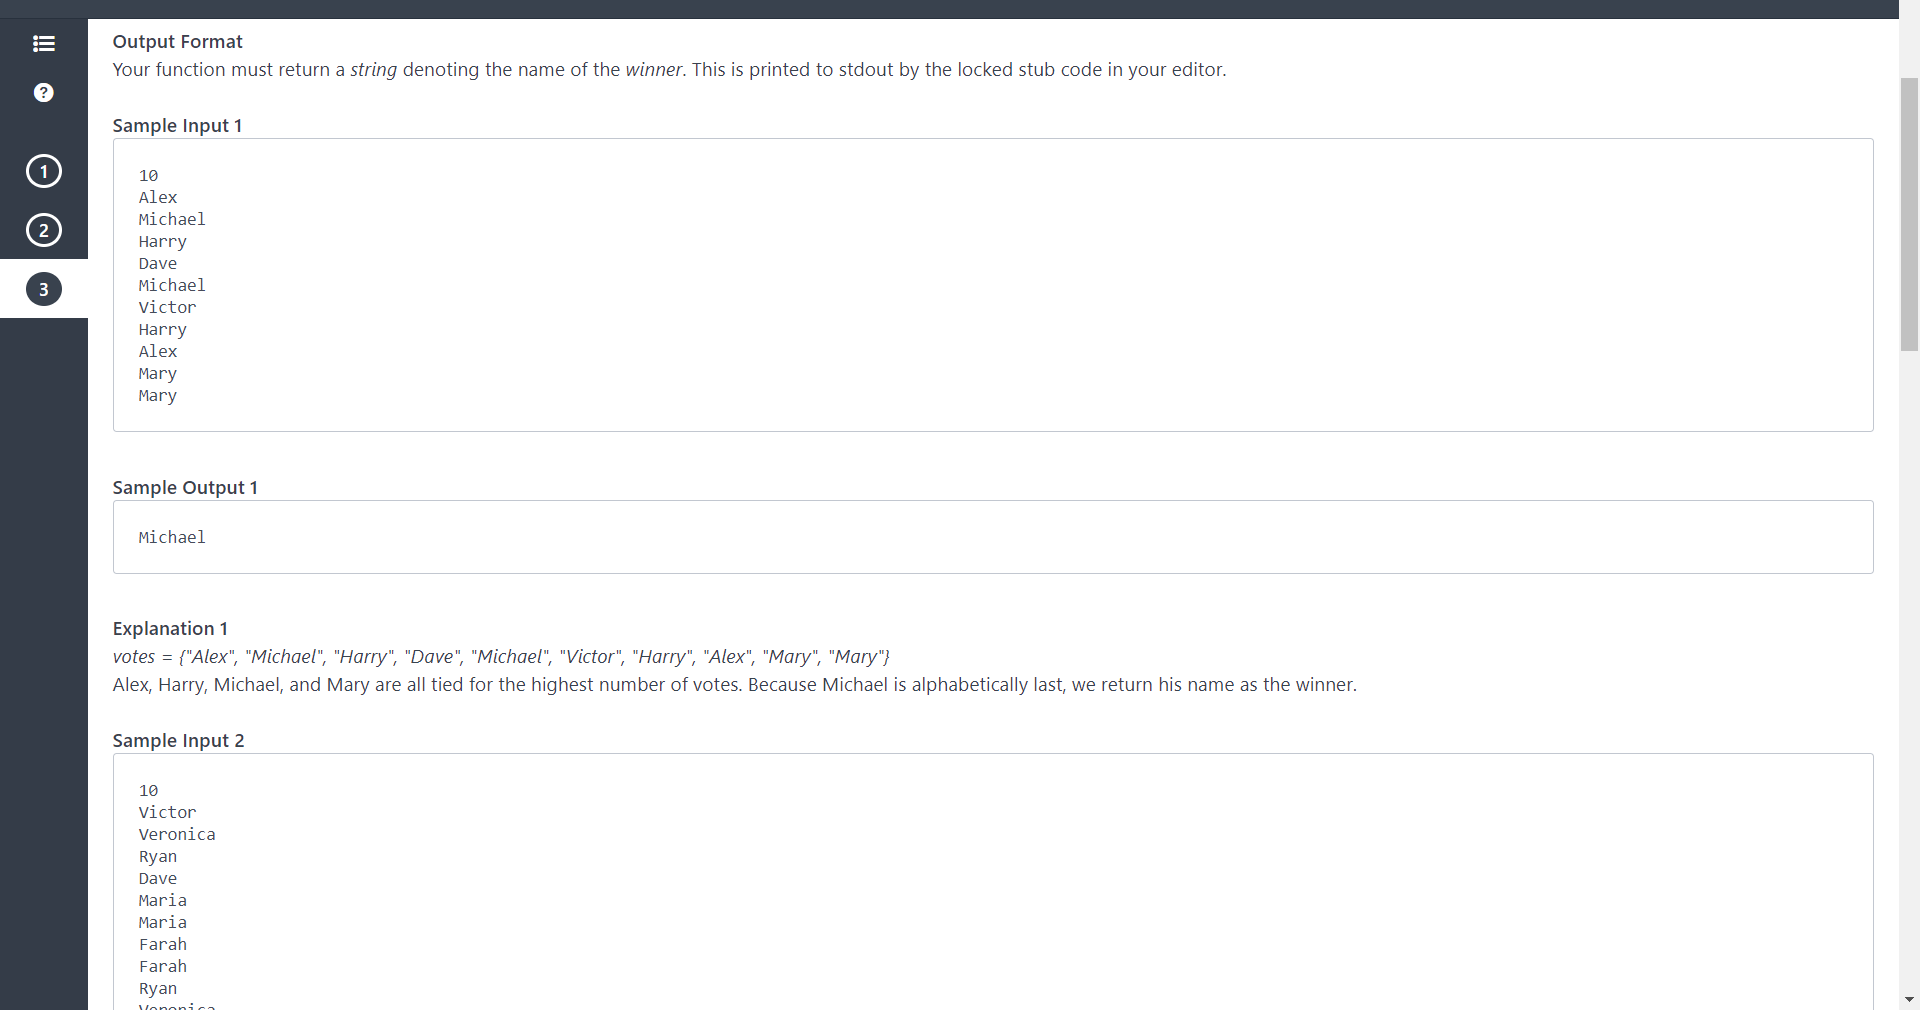 Output Format
Your function must return a string denoting the name of the winner. This is printed to stdout by the locked stub code in your editor.
Sample Input 1
10
Alex
Michael
Harry
Dave
Michael
Victor
Harry
Alex
Mary
Mary
Sample Output 1
Michael
Explanation 1
votes = {"Alex", "Michael", "Harry", "Dave", "Michael", "Victor", "Harry", "Alex", "Mary", "Mary"}
Alex, Harry, Michael, and Mary are all tied for the highest number of votes. Because Michael is alphabetically last, we return his name as the winner.
Sample Input 2
10
Victor
Veronica
Ryan
Dave
Maria
Maria
Farah
Farah
Ryan
Veronica
?
1
2
3